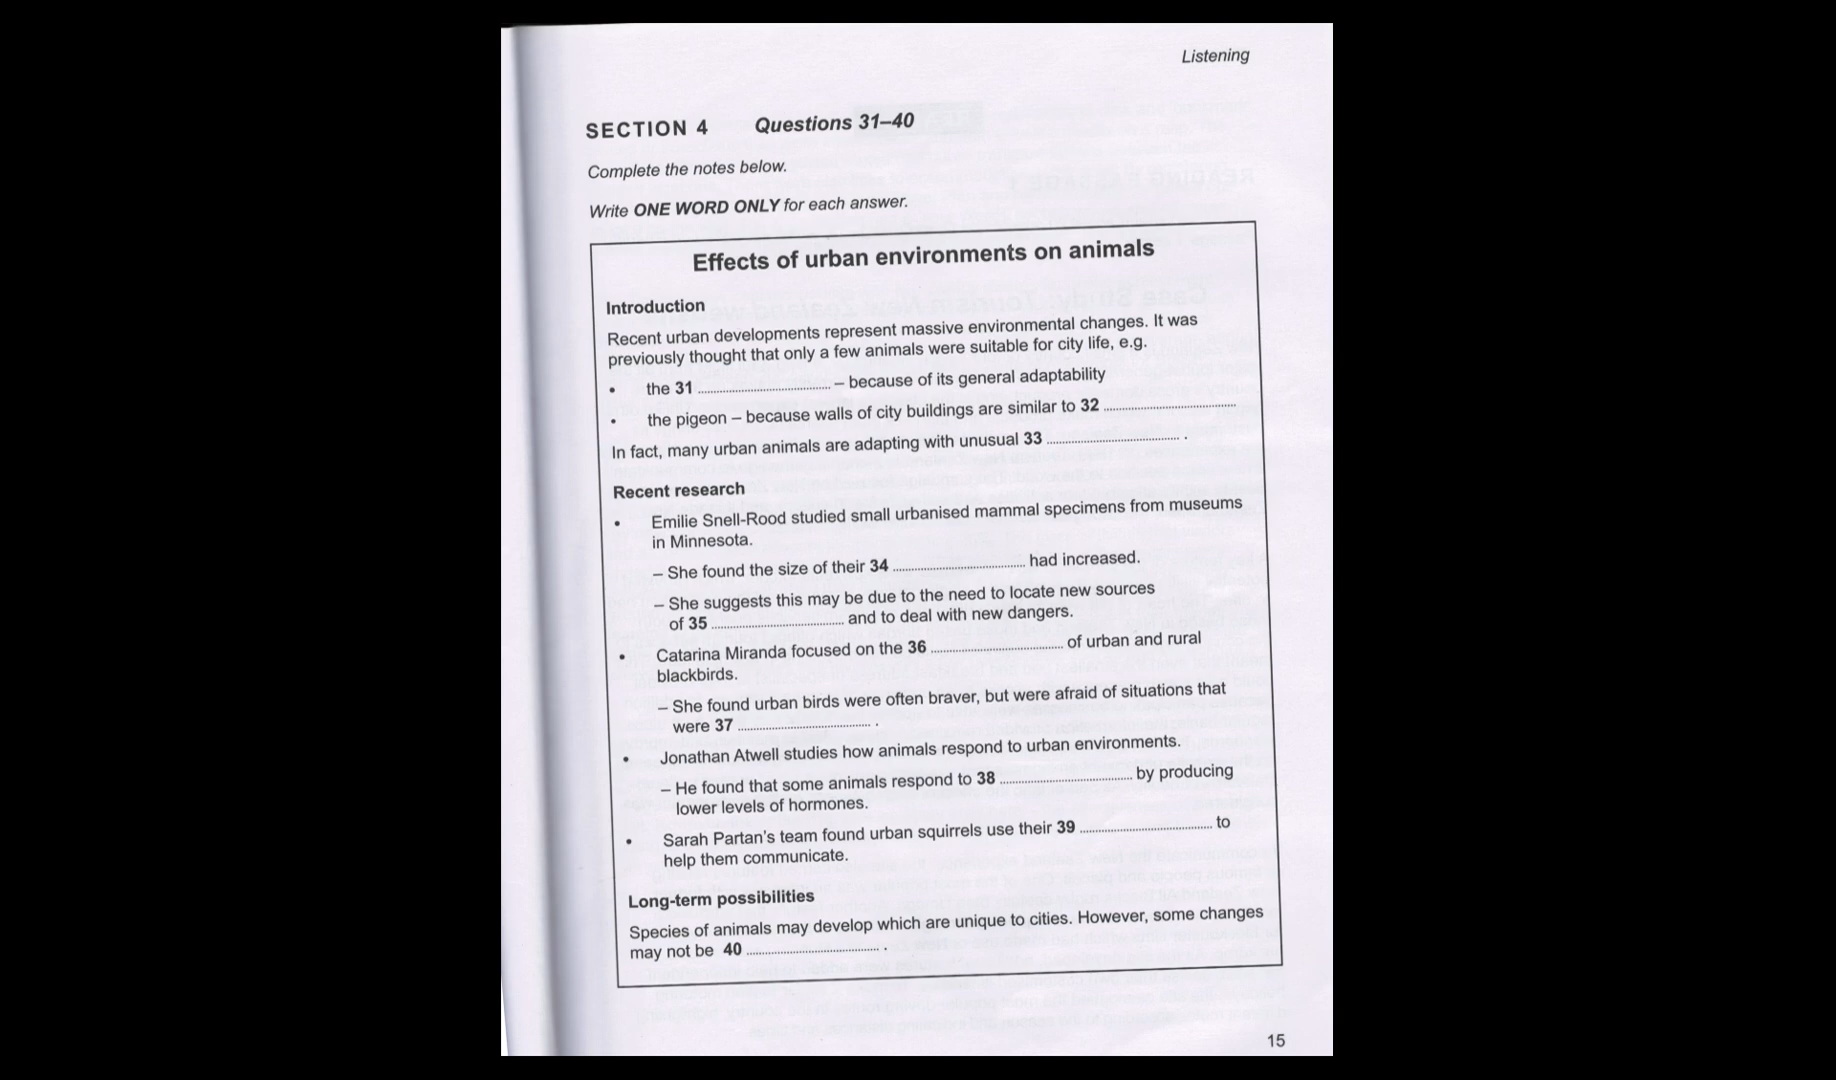 Listening
SECTION 4 Questions 31–40
Complete the notes below.
Write ONE WORD ONLY for each answer.
Effects of urban environments on animals
Introduction
Recent urban developments represent massive environmental changes. It was
previously thought that only a few animals were suitable for city life, e.g.
• the 31 .................... – because of its general adaptability
• the pigeon – because walls of city buildings are similar to 32 ....................
In fact, many urban animals are adapting with unusual 33 .................... .
Recent research
• Emilie Snell-Rood studied small urbanised mammal specimens from museums
in Minnesota.
– She found the size of their 34 .................... had increased.
– She suggests this may be due to the need to locate new sources
of 35 .................... and to deal with new dangers.
• Catarina Miranda focused on the 36 .................... of urban and rural
blackbirds.
– She found urban birds were often braver, but were afraid of situations that
were 37 .................... .
• Jonathan Atwell studies how animals respond to urban environments.
– He found that some animals respond to 38 .................... by producing
lower levels of hormones.
• Sarah Partan's team found urban squirrels use their 39 .................... to
help them communicate.
Long-term possibilities
Species of animals may develop which are unique to cities. However, some changes
may not be 40 .................... .
15